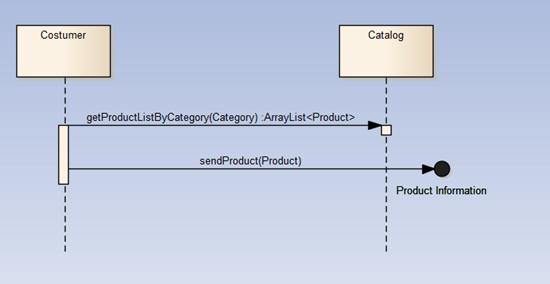 Costumer
Catalog
getProductListByCategory(Category) :ArrayList<Product>
sendProduct(Product)
Product Information